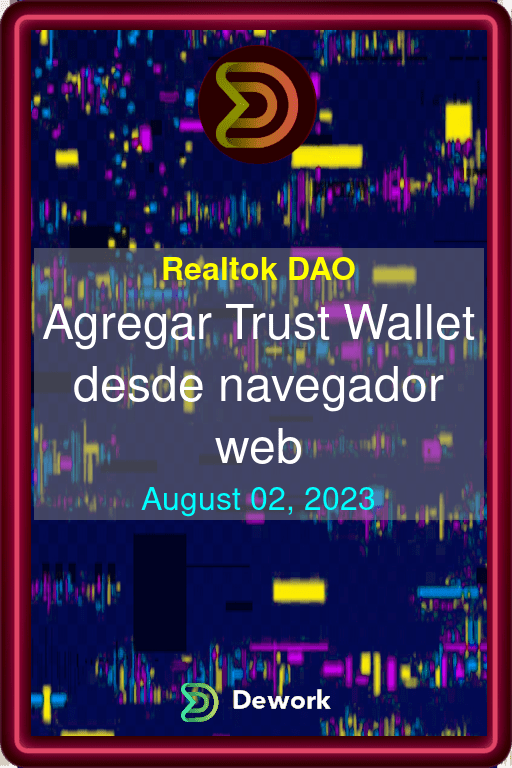 Realtok DAO
Agregar Trust Wallet
desde navegador
web
August 02, 2023
Dework